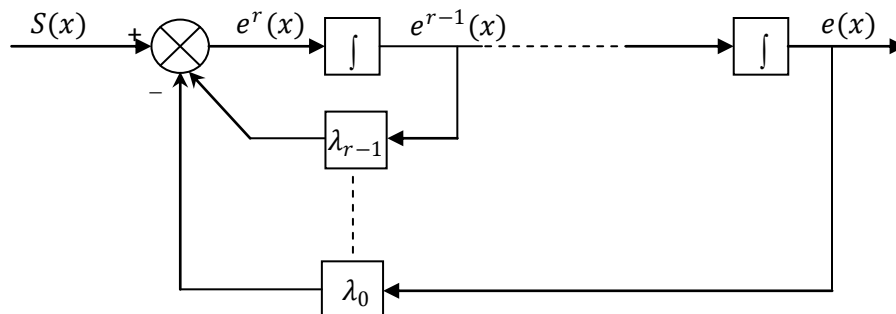 S(x) + e^r(x) ∫ e^{r−1}(x) ∫ e(x)
−
λ_{r−1}
λ_0